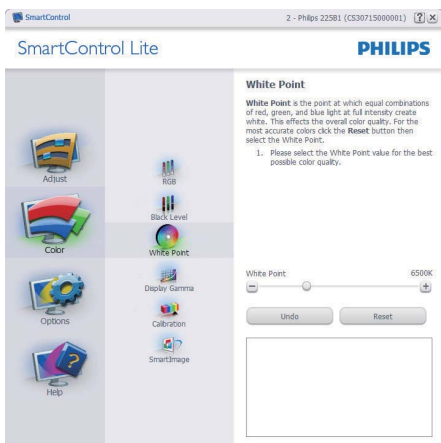 SmartControl
2 - Philips 225B1 (CS30715000001)
SmartControl Lite
PHILIPS
Adjust
Color
Options
Help
RGB
Black Level
White Point
Display Gamma
Calibration
SmartImage
White Point
White Point is the point at which equal combinations
of red, green, and blue light at full intensity create
white. This effects the overall color quality. For the
most accurate colors click the Reset button then
select the White Point.
1. Please select the White Point value for the best
possible color quality.
White Point 6500K
Undo Reset